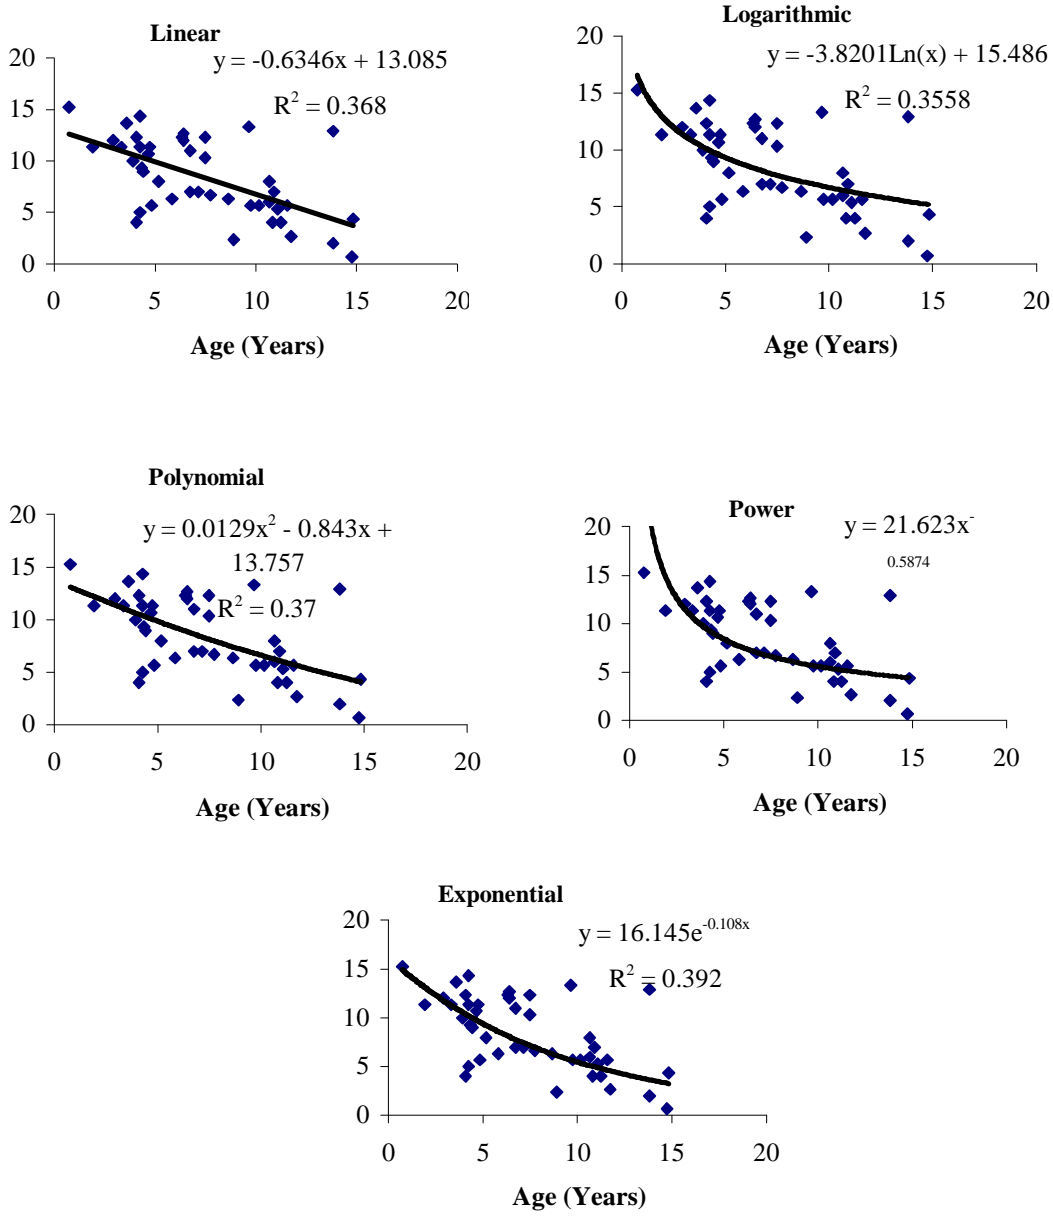 Linear
y = -0.6346x + 13.085
R² = 0.368
20
15
10
5
0
0 5 10 15 20
Age (Years)
Logarithmic
y = -3.8201Ln(x) + 15.486
R² = 0.3558
20
15
10
5
0
0 5 10 15 20
Age (Years)
Polynomial
y = 0.0129x² - 0.843x +
13.757
R² = 0.37
20
15
10
5
0
0 5 10 15 20
Age (Years)
Power
y = 21.623x⁻
0.5874
20
15
10
5
0
0 5 10 15 20
Age (Years)
Exponential
y = 16.145e^-0.108x
R² = 0.392
20
15
10
5
0
0 5 10 15 20
Age (Years)